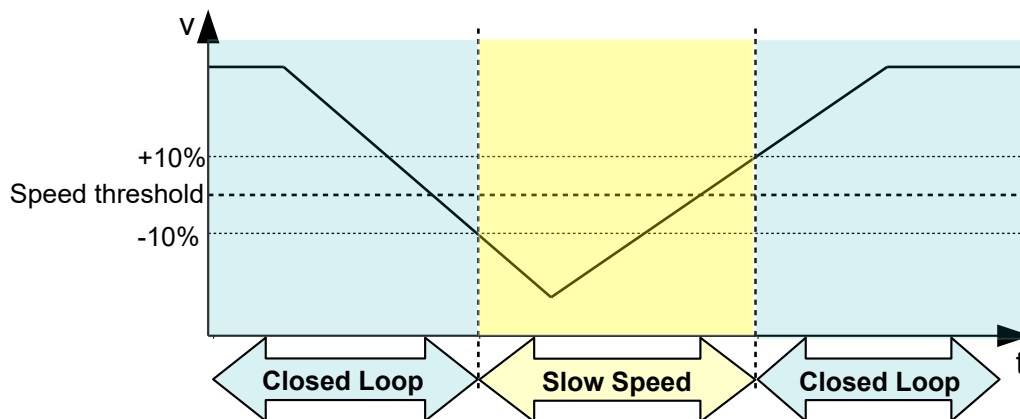 v
+10%
Speed threshold
-10%
t
Closed Loop
Slow Speed
Closed Loop